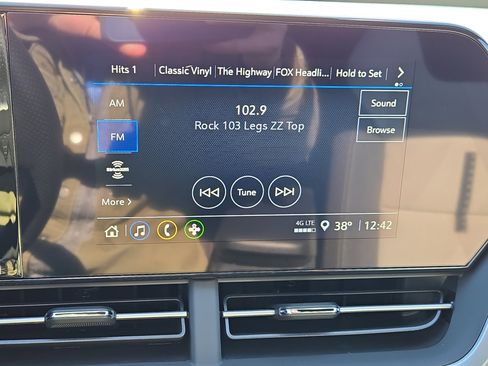 Hits 1 Classic Vinyl The Highway FOX Headli... Hold to Set
AM
102.9
Sound
Rock 103 Legs ZZ Top
FM
Browse
SiriusXM
More >
Tune
4G LTE
38° 12:42